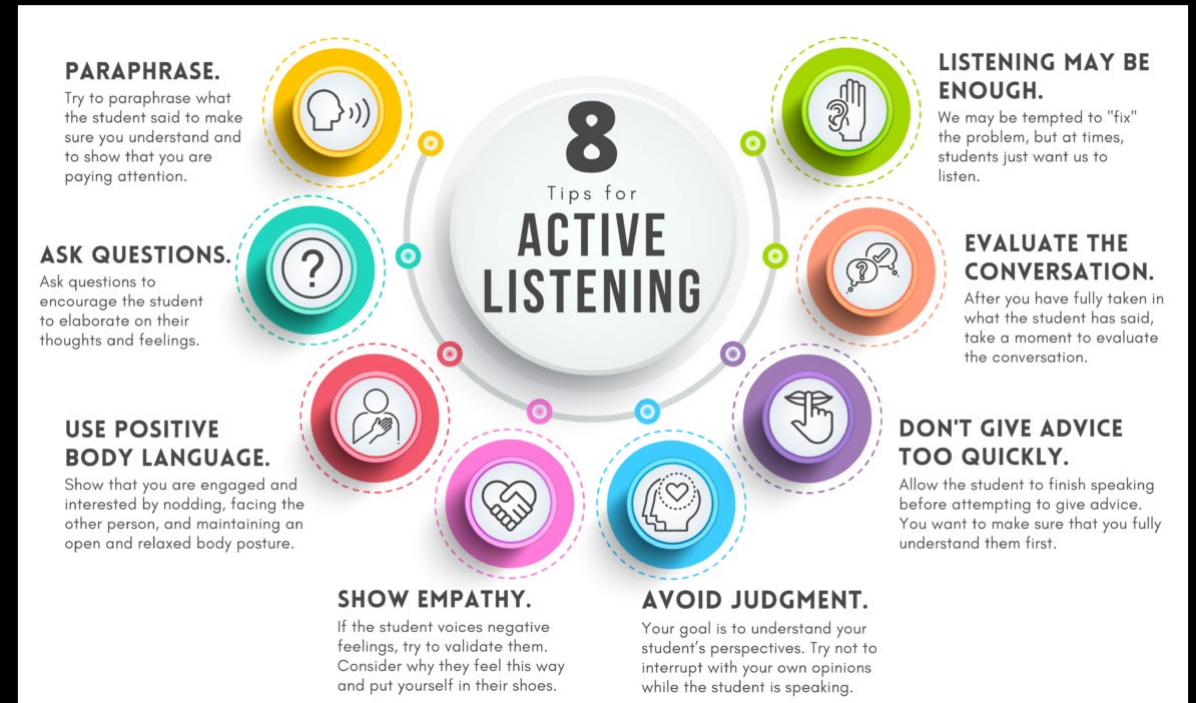 8
Tips for
ACTIVE
LISTENING
PARAPHRASE.
Try to paraphrase what
the student said to make
sure you understand and
to show that you are
paying attention.
ASK QUESTIONS.
Ask questions to
encourage the student
to elaborate on their
thoughts and feelings.
USE POSITIVE
BODY LANGUAGE.
Show that you are engaged and
interested by nodding, facing the
other person, and maintaining an
open and relaxed body posture.
SHOW EMPATHY.
If the student voices negative
feelings, try to validate them.
Consider why they feel this way
and put yourself in their shoes.
AVOID JUDGMENT.
Your goal is to understand your
student's perspectives. Try not to
interrupt with your own opinions
while the student is speaking.
DON'T GIVE ADVICE
TOO QUICKLY.
Allow the student to finish speaking
before attempting to give advice.
You want to make sure that you fully
understand them first.
EVALUATE THE
CONVERSATION.
After you have fully taken in
what the student has said,
take a moment to evaluate
the conversation.
LISTENING MAY BE
ENOUGH.
We may be tempted to "fix"
the problem, but at times,
students just want us to
listen.
?
?